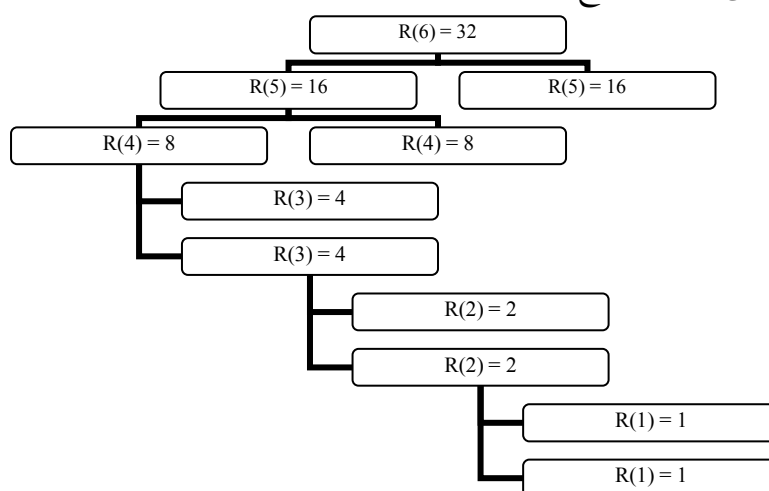 R(6) = 32
R(5) = 16
R(5) = 16
R(4) = 8
R(4) = 8
R(3) = 4
R(3) = 4
R(2) = 2
R(2) = 2
R(1) = 1
R(1) = 1